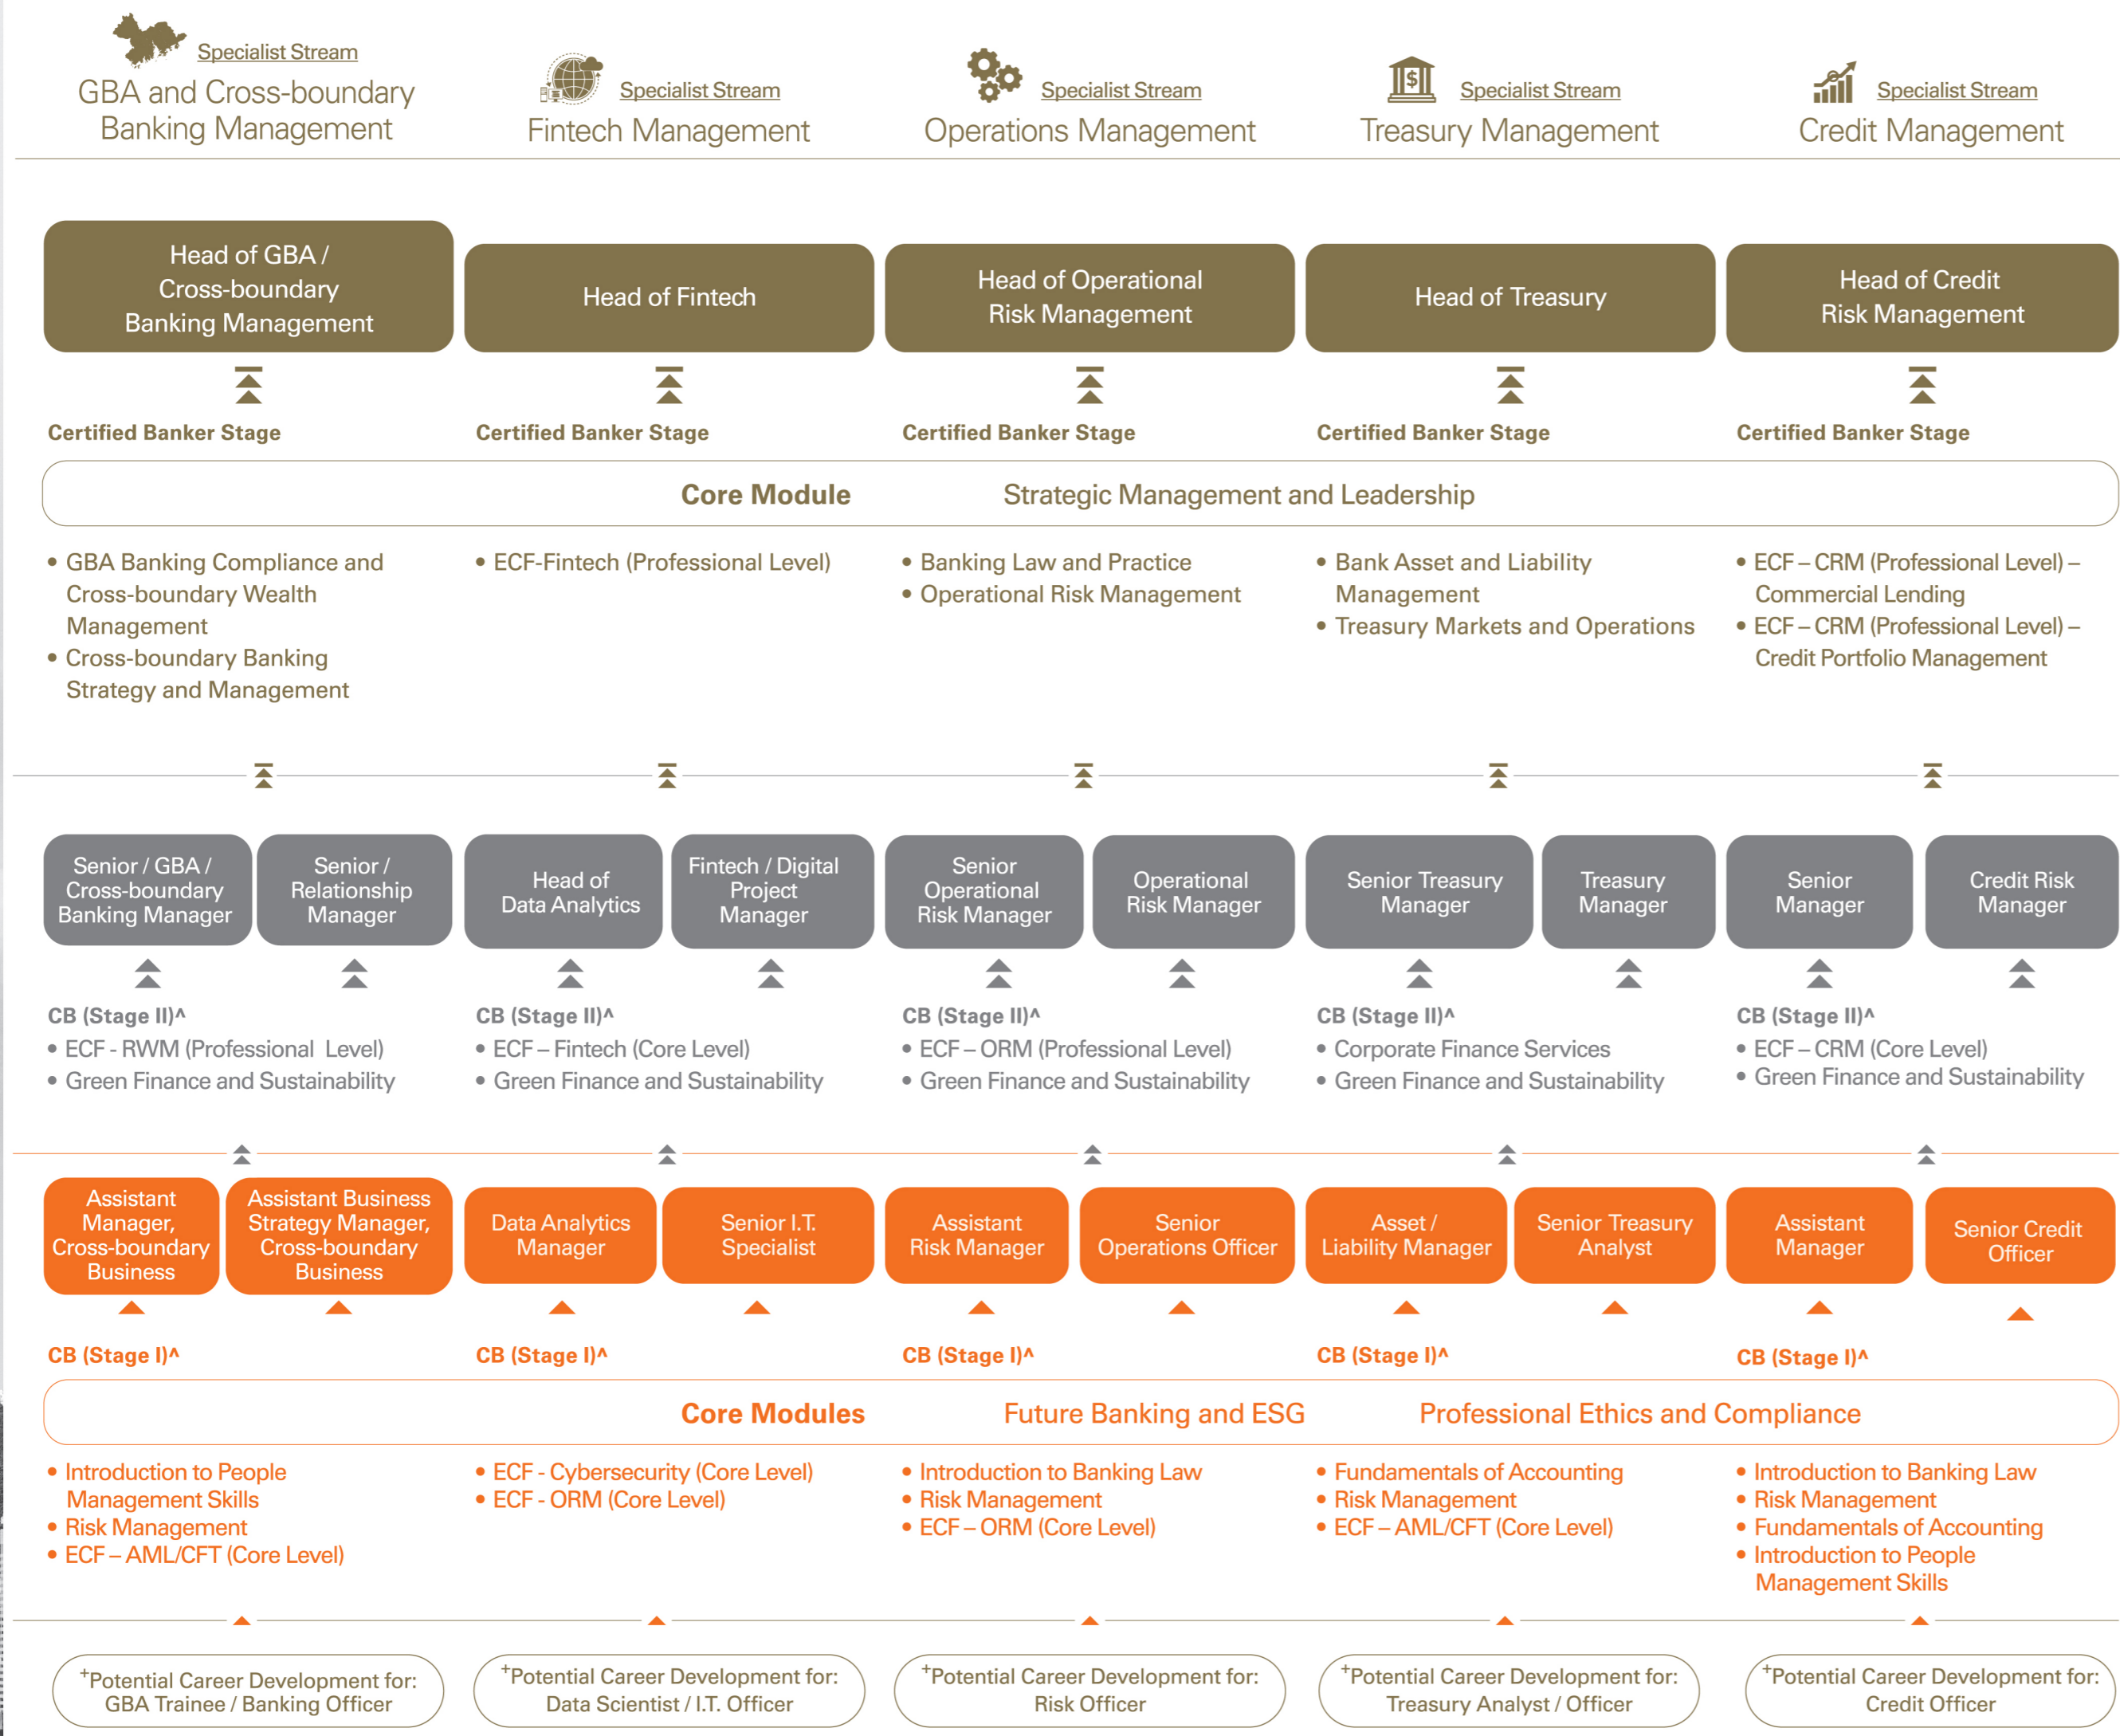 Specialist Stream
GBA and Cross-boundary
Banking Management
Specialist Stream
Fintech Management
Specialist Stream
Operations Management
Specialist Stream
Treasury Management
Specialist Stream
Credit Management
Head of GBA /
Cross-boundary
Banking Management
Head of Fintech
Head of Operational
Risk Management
Head of Treasury
Head of Credit
Risk Management
Certified Banker Stage
Certified Banker Stage
Certified Banker Stage
Certified Banker Stage
Certified Banker Stage
Core Module Strategic Management and Leadership
• GBA Banking Compliance and
Cross-boundary Wealth
Management
• Cross-boundary Banking
Strategy and Management
• ECF-Fintech (Professional Level)
• Banking Law and Practice
• Operational Risk Management
• Bank Asset and Liability
Management
• Treasury Markets and Operations
• ECF – CRM (Professional Level) –
Commercial Lending
• ECF – CRM (Professional Level) –
Credit Portfolio Management
Senior / GBA /
Cross-boundary
Banking Manager
Senior /
Relationship
Manager
Head of
Data Analytics
Fintech / Digital
Project
Manager
Senior
Operational
Risk Manager
Operational
Risk Manager
Senior Treasury
Manager
Treasury
Manager
Senior
Manager
Credit Risk
Manager
CB (Stage II)^
• ECF - RWM (Professional Level)
• Green Finance and Sustainability
CB (Stage II)^
• ECF – Fintech (Core Level)
• Green Finance and Sustainability
CB (Stage II)^
• ECF – ORM (Professional Level)
• Green Finance and Sustainability
CB (Stage II)^
• Corporate Finance Services
• Green Finance and Sustainability
CB (Stage II)^
• ECF – CRM (Core Level)
• Green Finance and Sustainability
Assistant
Manager,
Cross-boundary
Business
Assistant Business
Strategy Manager,
Cross-boundary
Business
Data Analytics
Manager
Senior I.T.
Specialist
Assistant
Risk Manager
Senior
Operations Officer
Asset /
Liability Manager
Senior Treasury
Analyst
Assistant
Manager
Senior Credit
Officer
CB (Stage I)^
CB (Stage I)^
CB (Stage I)^
CB (Stage I)^
CB (Stage I)^
Core Modules Future Banking and ESG Professional Ethics and Compliance
• Introduction to People
Management Skills
• Risk Management
• ECF – AML/CFT (Core Level)
• ECF - Cybersecurity (Core Level)
• ECF - ORM (Core Level)
• Introduction to Banking Law
• Risk Management
• ECF – ORM (Core Level)
• Fundamentals of Accounting
• Risk Management
• ECF – AML/CFT (Core Level)
• Introduction to Banking Law
• Risk Management
• Fundamentals of Accounting
• Introduction to People
Management Skills
+Potential Career Development for:
GBA Trainee / Banking Officer
+Potential Career Development for:
Data Scientist / I.T. Officer
+Potential Career Development for:
Risk Officer
+Potential Career Development for:
Treasury Analyst / Officer
+Potential Career Development for:
Credit Officer